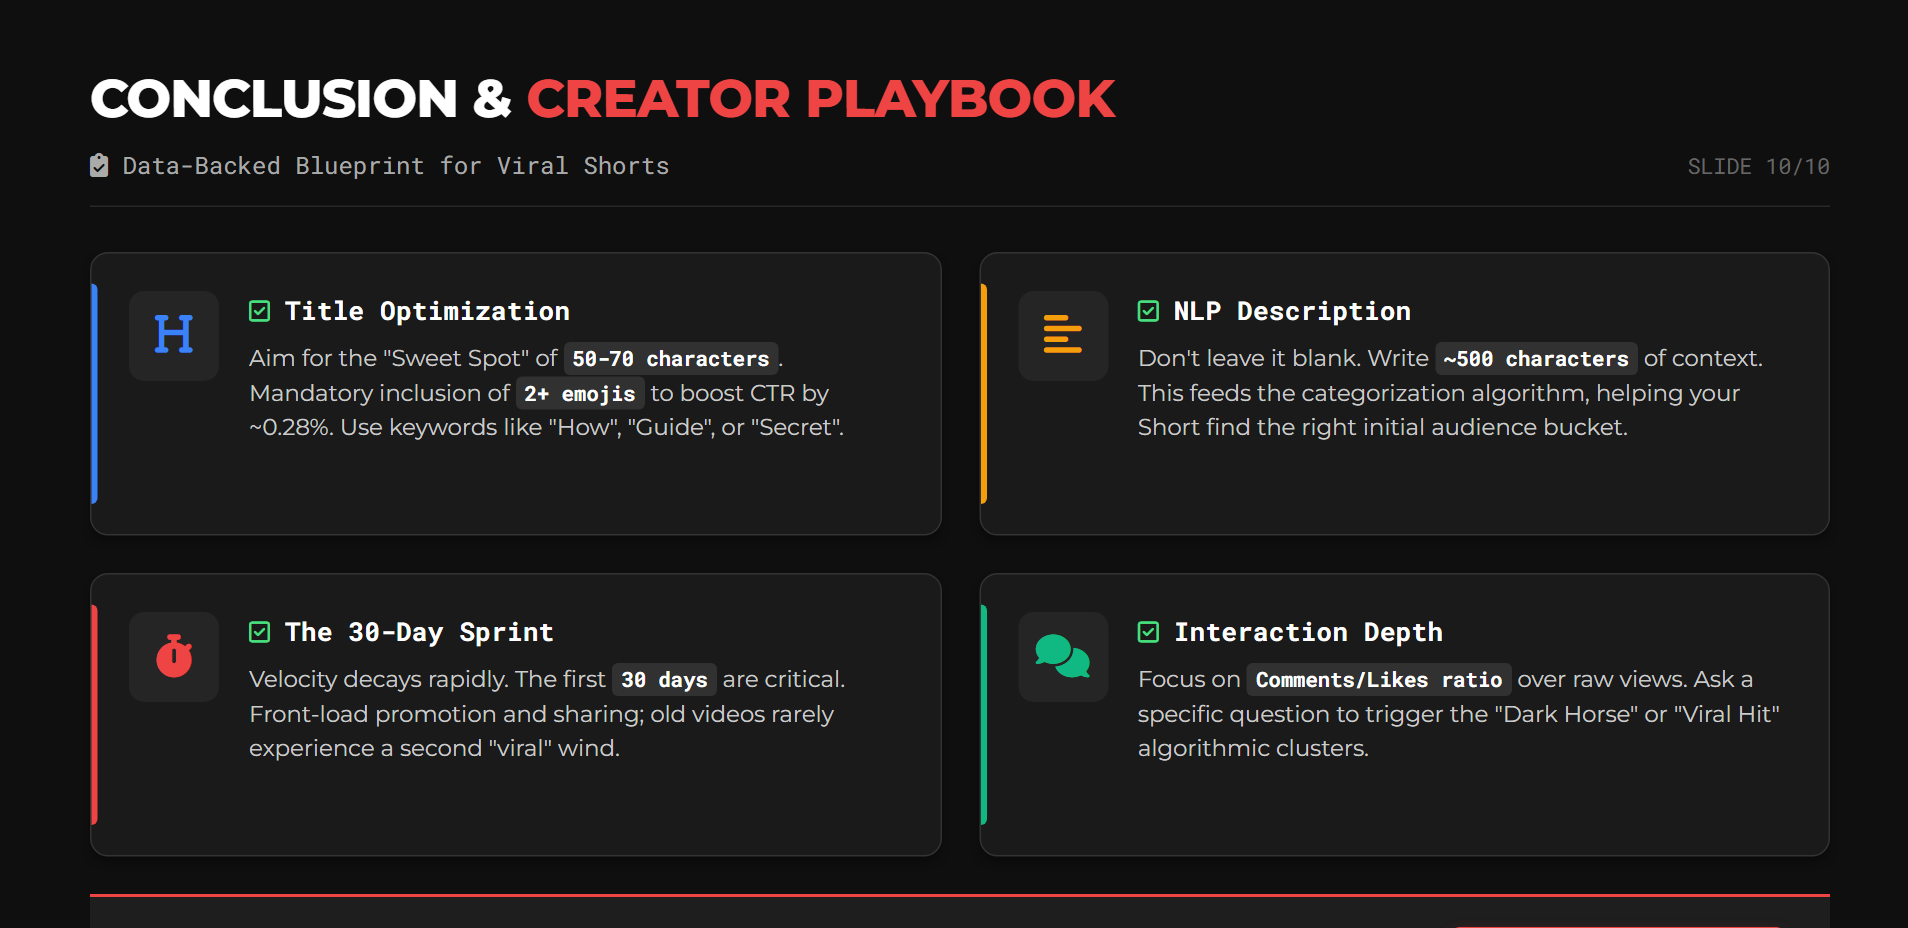 CONCLUSION & CREATOR PLAYBOOK
Data-Backed Blueprint for Viral Shorts
SLIDE 10/10
Title Optimization
Aim for the "Sweet Spot" of 50-70 characters.
Mandatory inclusion of 2+ emojis to boost CTR by
~0.28%. Use keywords like "How", "Guide", or "Secret".
NLP Description
Don't leave it blank. Write ~500 characters of context.
This feeds the categorization algorithm, helping your
Short find the right initial audience bucket.
The 30-Day Sprint
Velocity decays rapidly. The first 30 days are critical.
Front-load promotion and sharing; old videos rarely
experience a second "viral" wind.
Interaction Depth
Focus on Comments/Likes ratio over raw views. Ask a
specific question to trigger the "Dark Horse" or "Viral Hit"
algorithmic clusters.